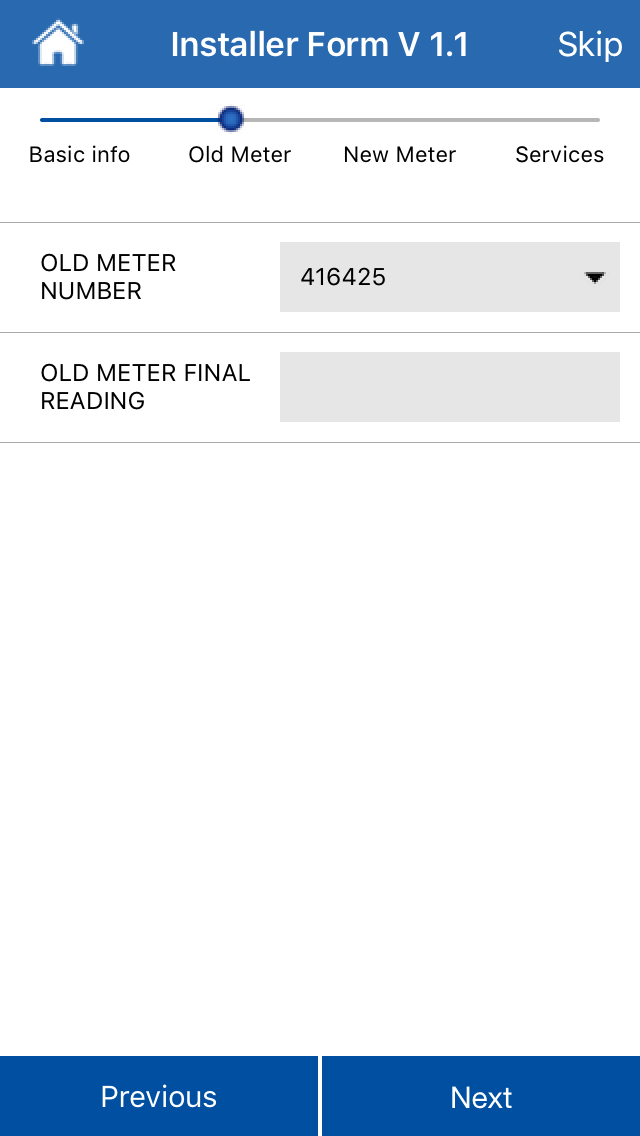 Installer Form V 1.1
Skip
Basic info
Old Meter
New Meter
Services
OLD METER
NUMBER
416425
OLD METER FINAL
READING
Previous
Next